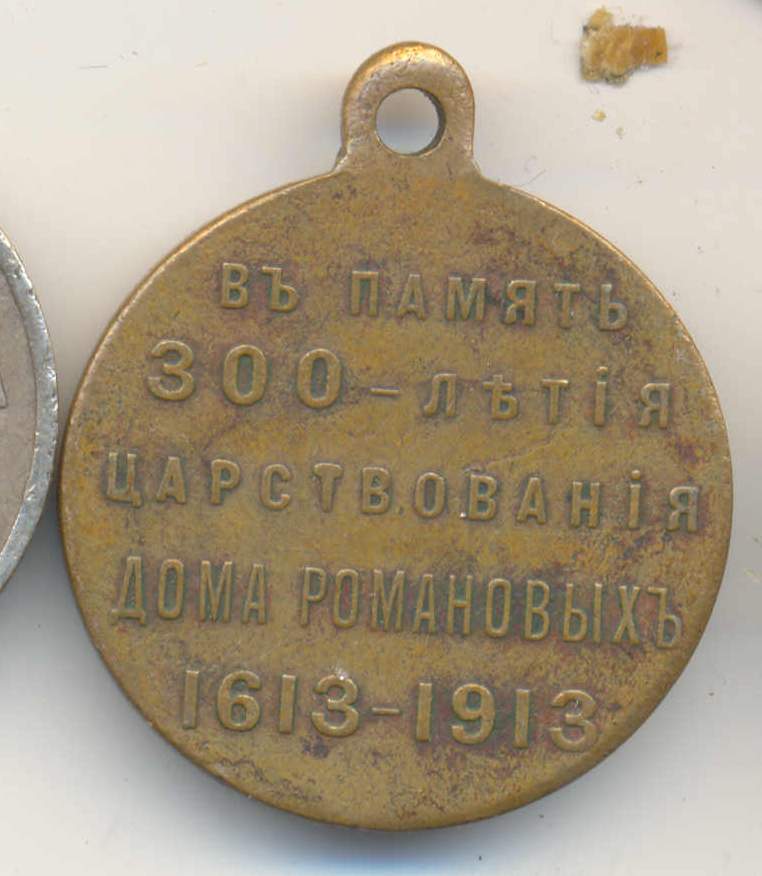 ВЪ ПАМЯТЬ
300-ЛѢТІЯ
ЦАРСТВОВАНІЯ
ДОМА РОМАНОВЫХЪ
1613-1913